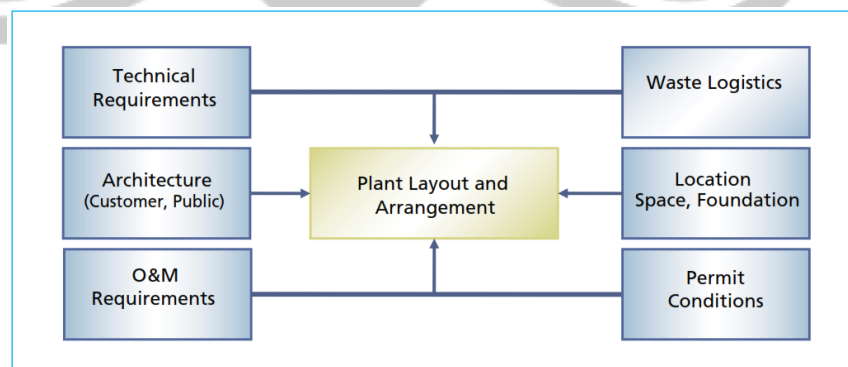 Technical
Requirements
Waste Logistics
Architecture
(Customer, Public)
Plant Layout and
Arrangement
Location
Space, Foundation
O&M
Requirements
Permit
Conditions